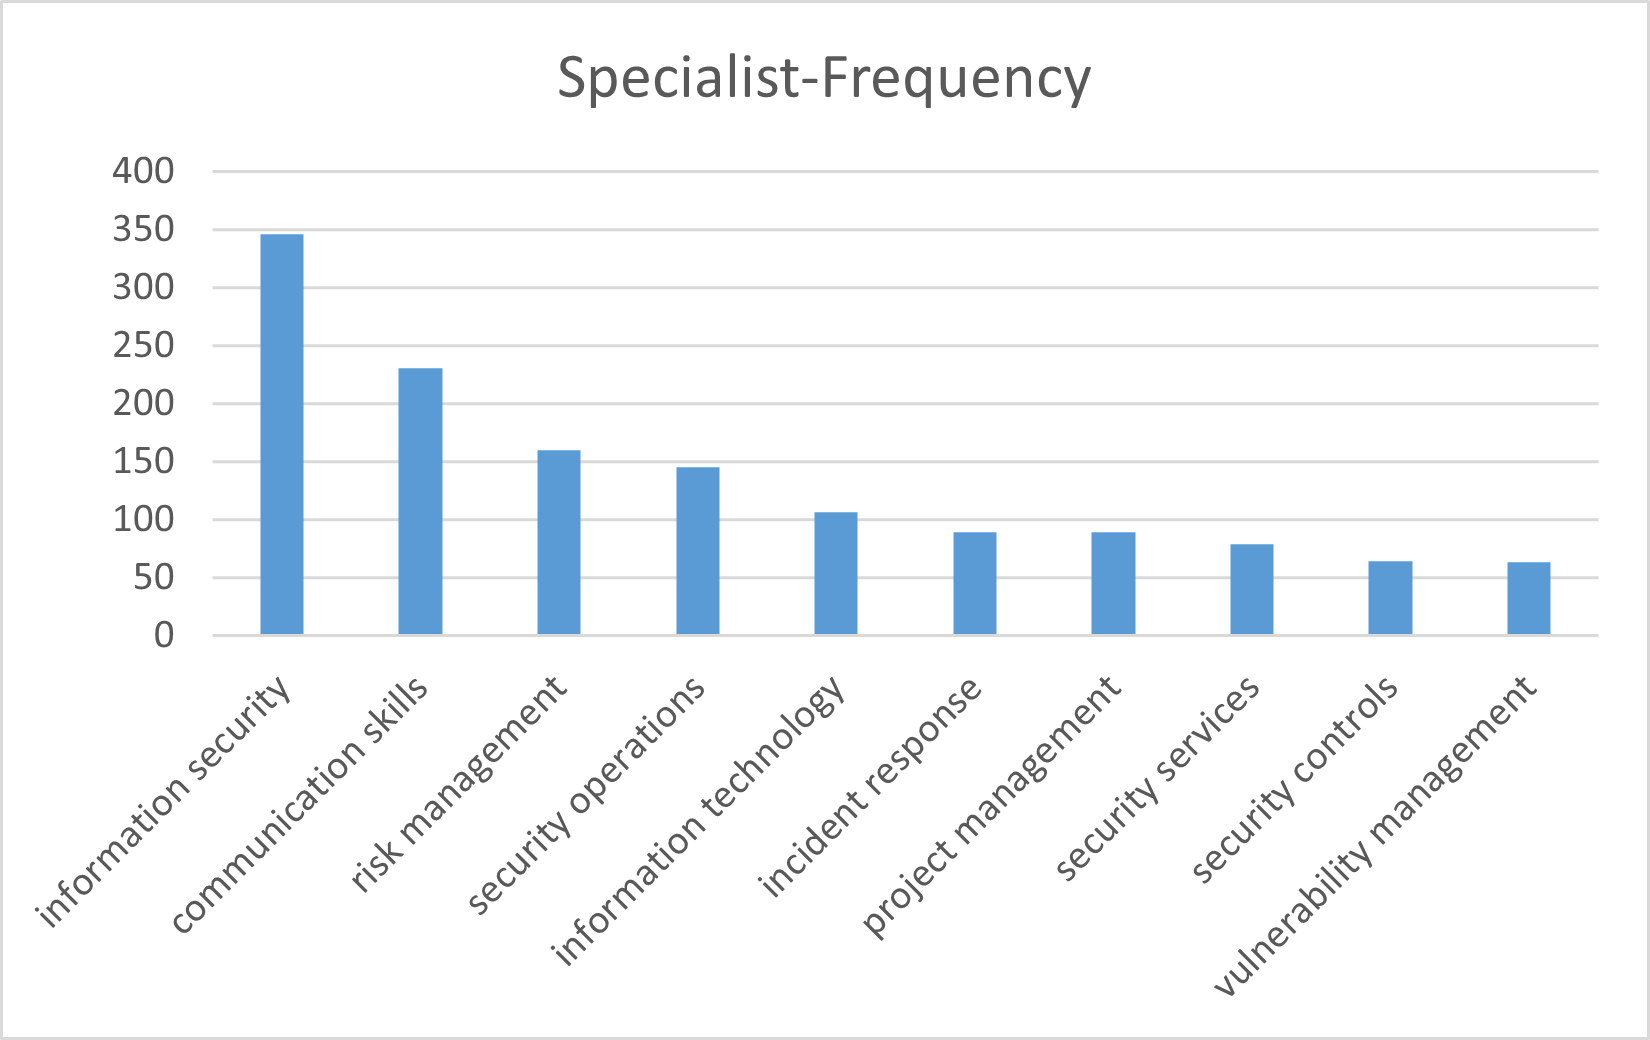 Specialist-Frequency
400
350
300
250
200
150
100
50
0
information security
communication skills
risk management
security operations
information technology
incident response
project management
security services
security controls
vulnerability management